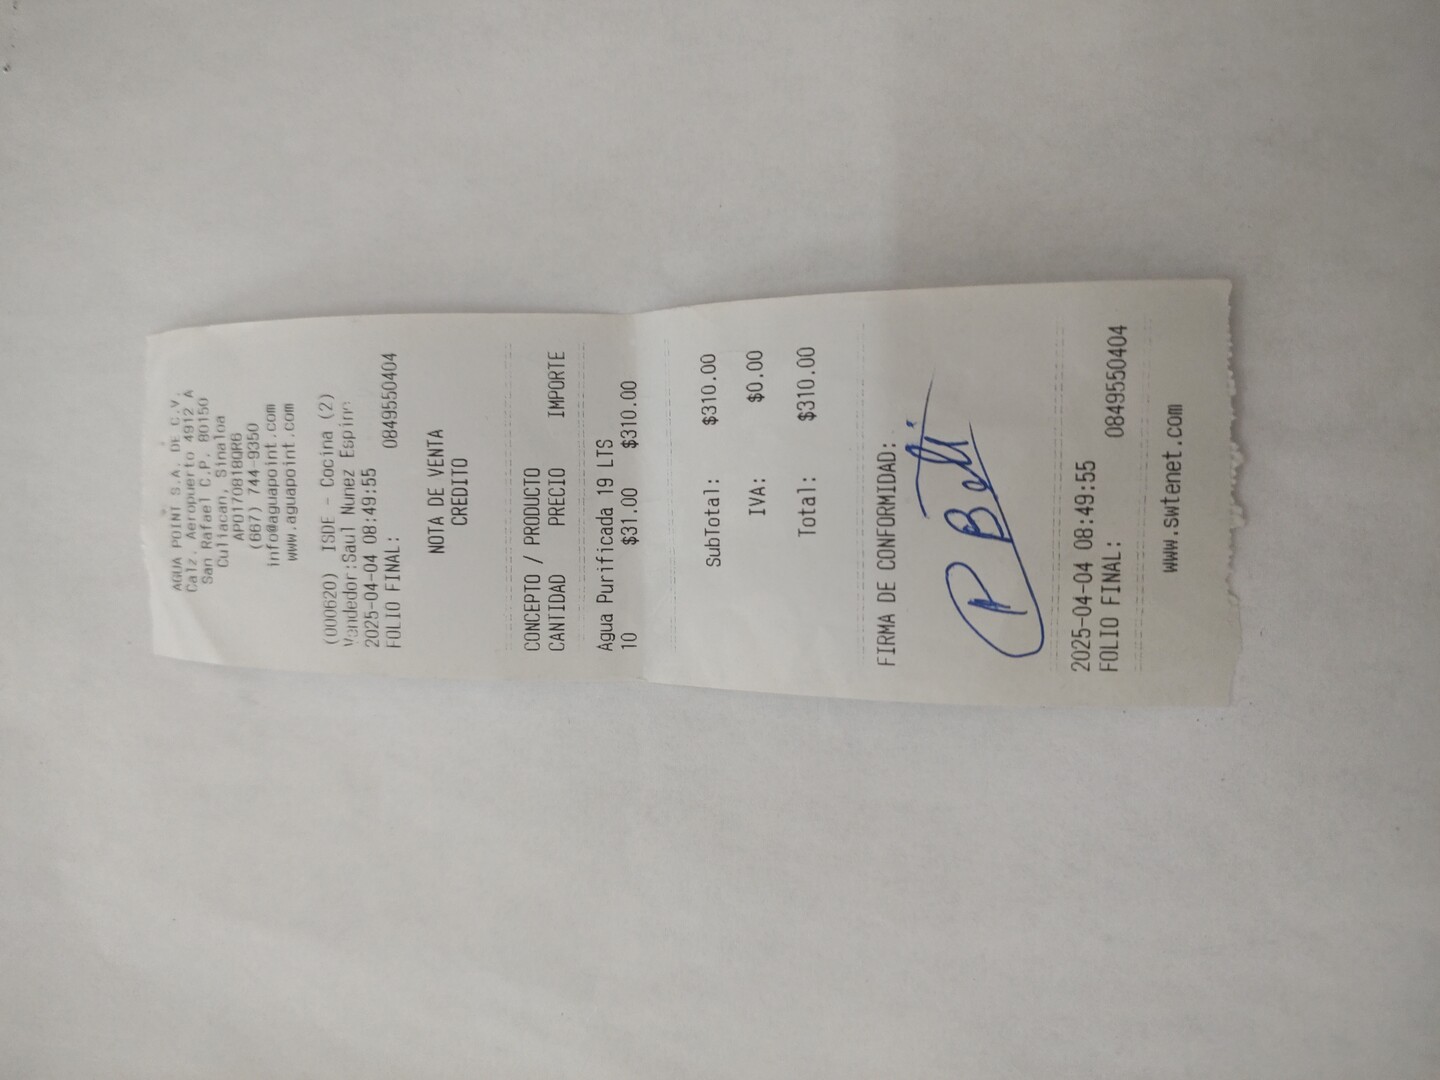 AGUA POINT S.A. DE C.V.
Calz. Aeropuerto 4912 A
San Rafael C.P. 80150
Culiacan, Sinaloa
APO170818QR6
(667) 744-9350
info@aguapoint.com
www.aguapoint.com
(000620) ISDE - Cocina (2)
Vendedor:Saul Nunez Espinn
2025-04-04 08:49:55
FOLIO FINAL: 0849550404
NOTA DE VENTA
CREDITO
CONCEPTO / PRODUCTO
CANTIDAD PRECIO IMPORTE
Agua Purificada 19 LTS
10 $31.00 $310.00
SubTotal: $310.00
IVA: $0.00
Total: $310.00
FIRMA DE CONFORMIDAD:
2025-04-04 08:49:55
FOLIO FINAL: 0849550404
www.swtenet.com